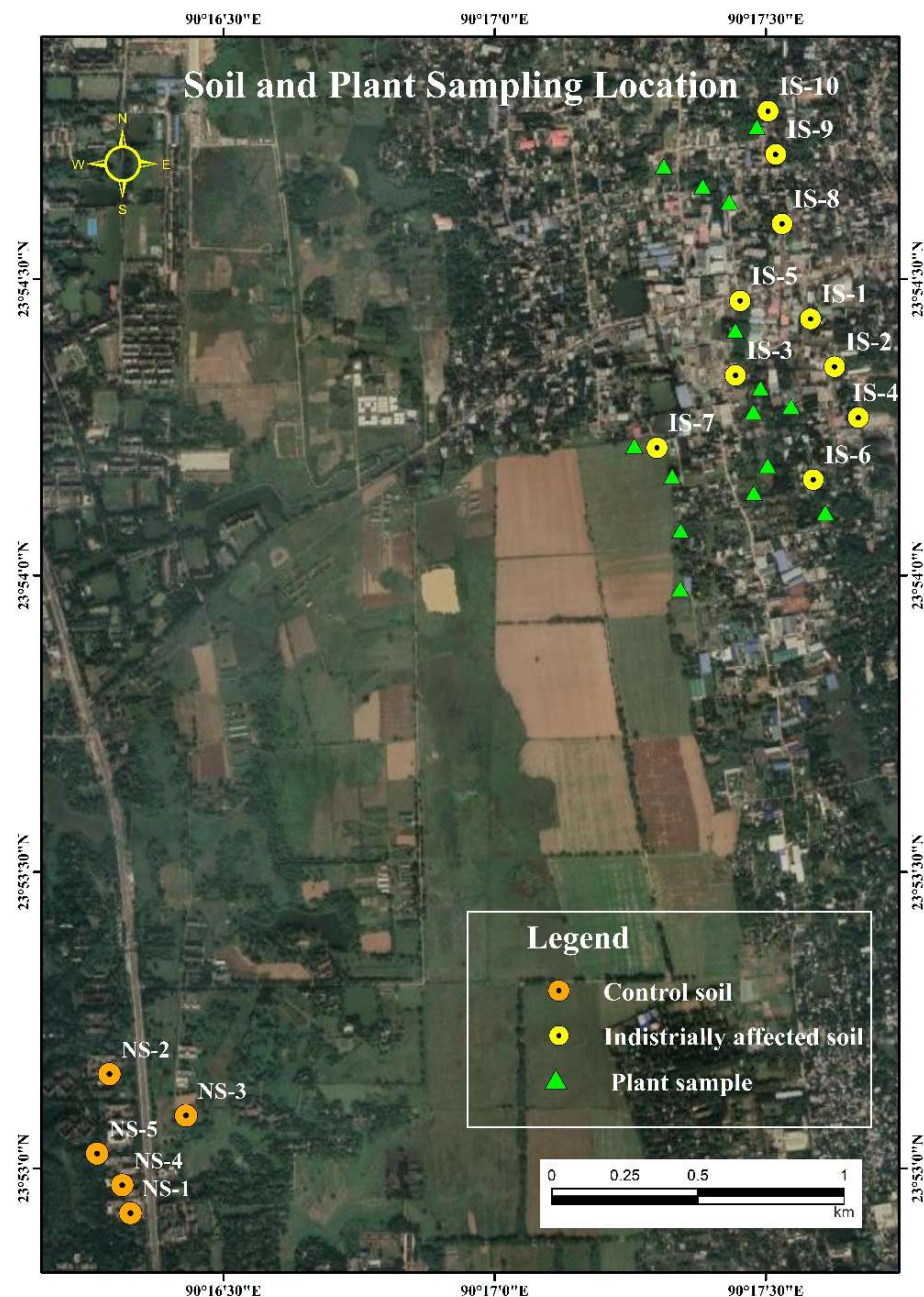 90°16'30"E 90°17'0"E 90°17'30"E
Soil and Plant Sampling Location
IS-10
IS-9
N
W E
S
IS-8
23°54'30"N 23°54'30"N
IS-5
IS-1
IS-3
IS-2
IS-4
IS-7
IS-6
23°54'0"N 23°54'0"N
23°53'30"N 23°53'30"N
Legend
Control soil
Indistrially affected soil
Plant sample
NS-2
NS-3
NS-5
NS-4
NS-1
23°53'0"N 23°53'0"N
0 0.25 0.5 1
km
90°16'30"E 90°17'0"E 90°17'30"E